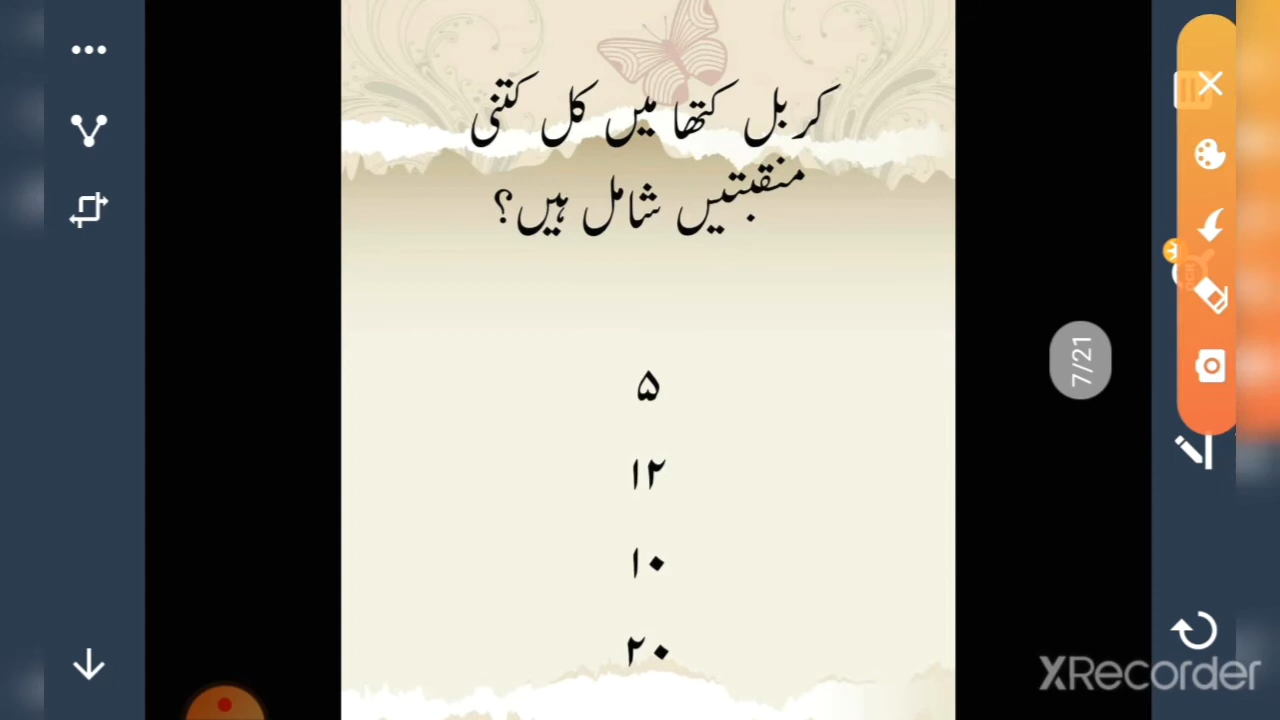 کربل کتھا میں کل کتنی
منقبتیں شامل ہیں؟
۵
۱۲
۱۰
۲۰
7/21
XRecorder